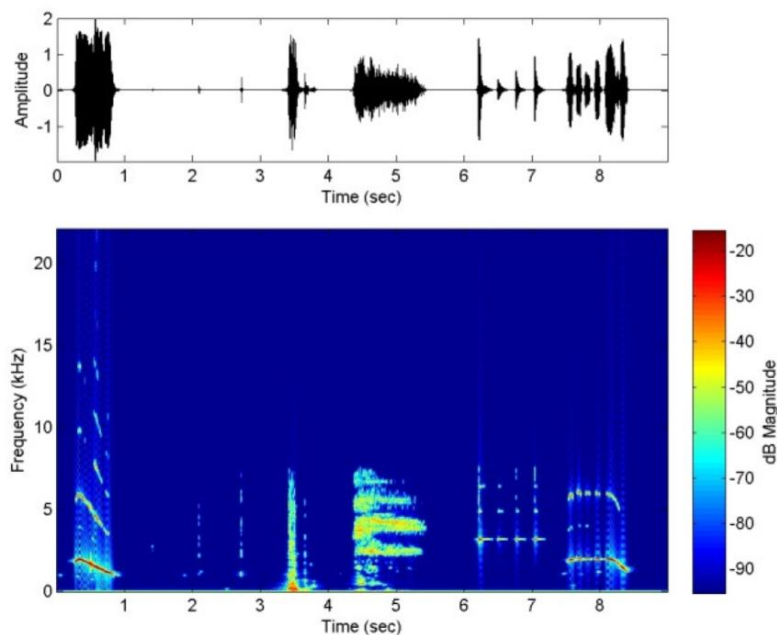 2
1
0
-1
Amplitude
0 1 2 3 4 5 6 7 8
Time (sec)
20
15
10
5
0
Frequency (kHz)
0 1 2 3 4 5 6 7 8
Time (sec)
-20
-30
-40
-50
-60
-70
-80
-90
dB Magnitude